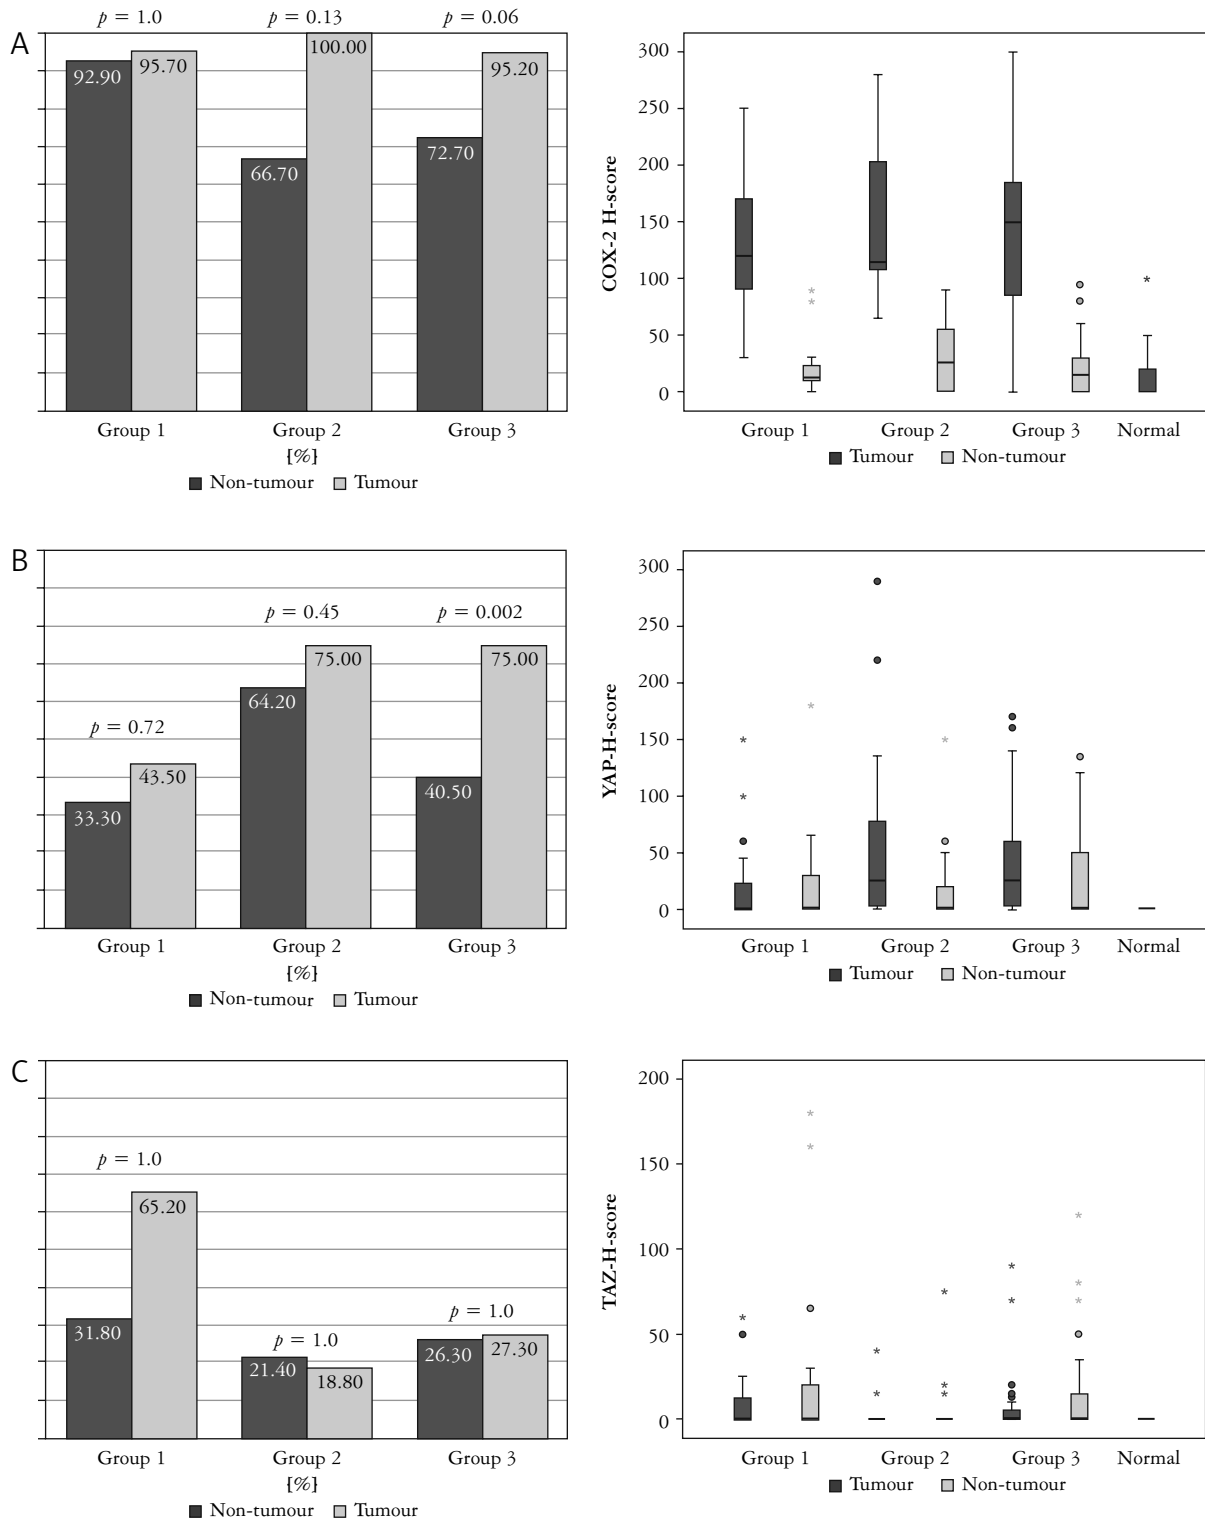 A
p = 1.0 p = 0.13 p = 0.06
92.90 95.70 66.70 100.00 72.70 95.20
Group 1 Group 2 Group 3
[%]
Non-tumour Tumour
COX-2 H-score
300
250
200
150
100
50
0
Group 1 Group 2 Group 3 Normal
Tumour Non-tumour
B
p = 0.72 p = 0.45 p = 0.002
33.30 43.50 64.20 75.00 40.50 75.00
Group 1 Group 2 Group 3
[%]
Non-tumour Tumour
YAP-H-score
300
250
200
150
100
50
0
Group 1 Group 2 Group 3 Normal
Tumour Non-tumour
C
p = 1.0 p = 1.0 p = 1.0
31.80 65.20 21.40 18.80 26.30 27.30
Group 1 Group 2 Group 3
[%]
Non-tumour Tumour
TAZ-H-score
200
150
100
50
0
Group 1 Group 2 Group 3 Normal
Tumour Non-tumour